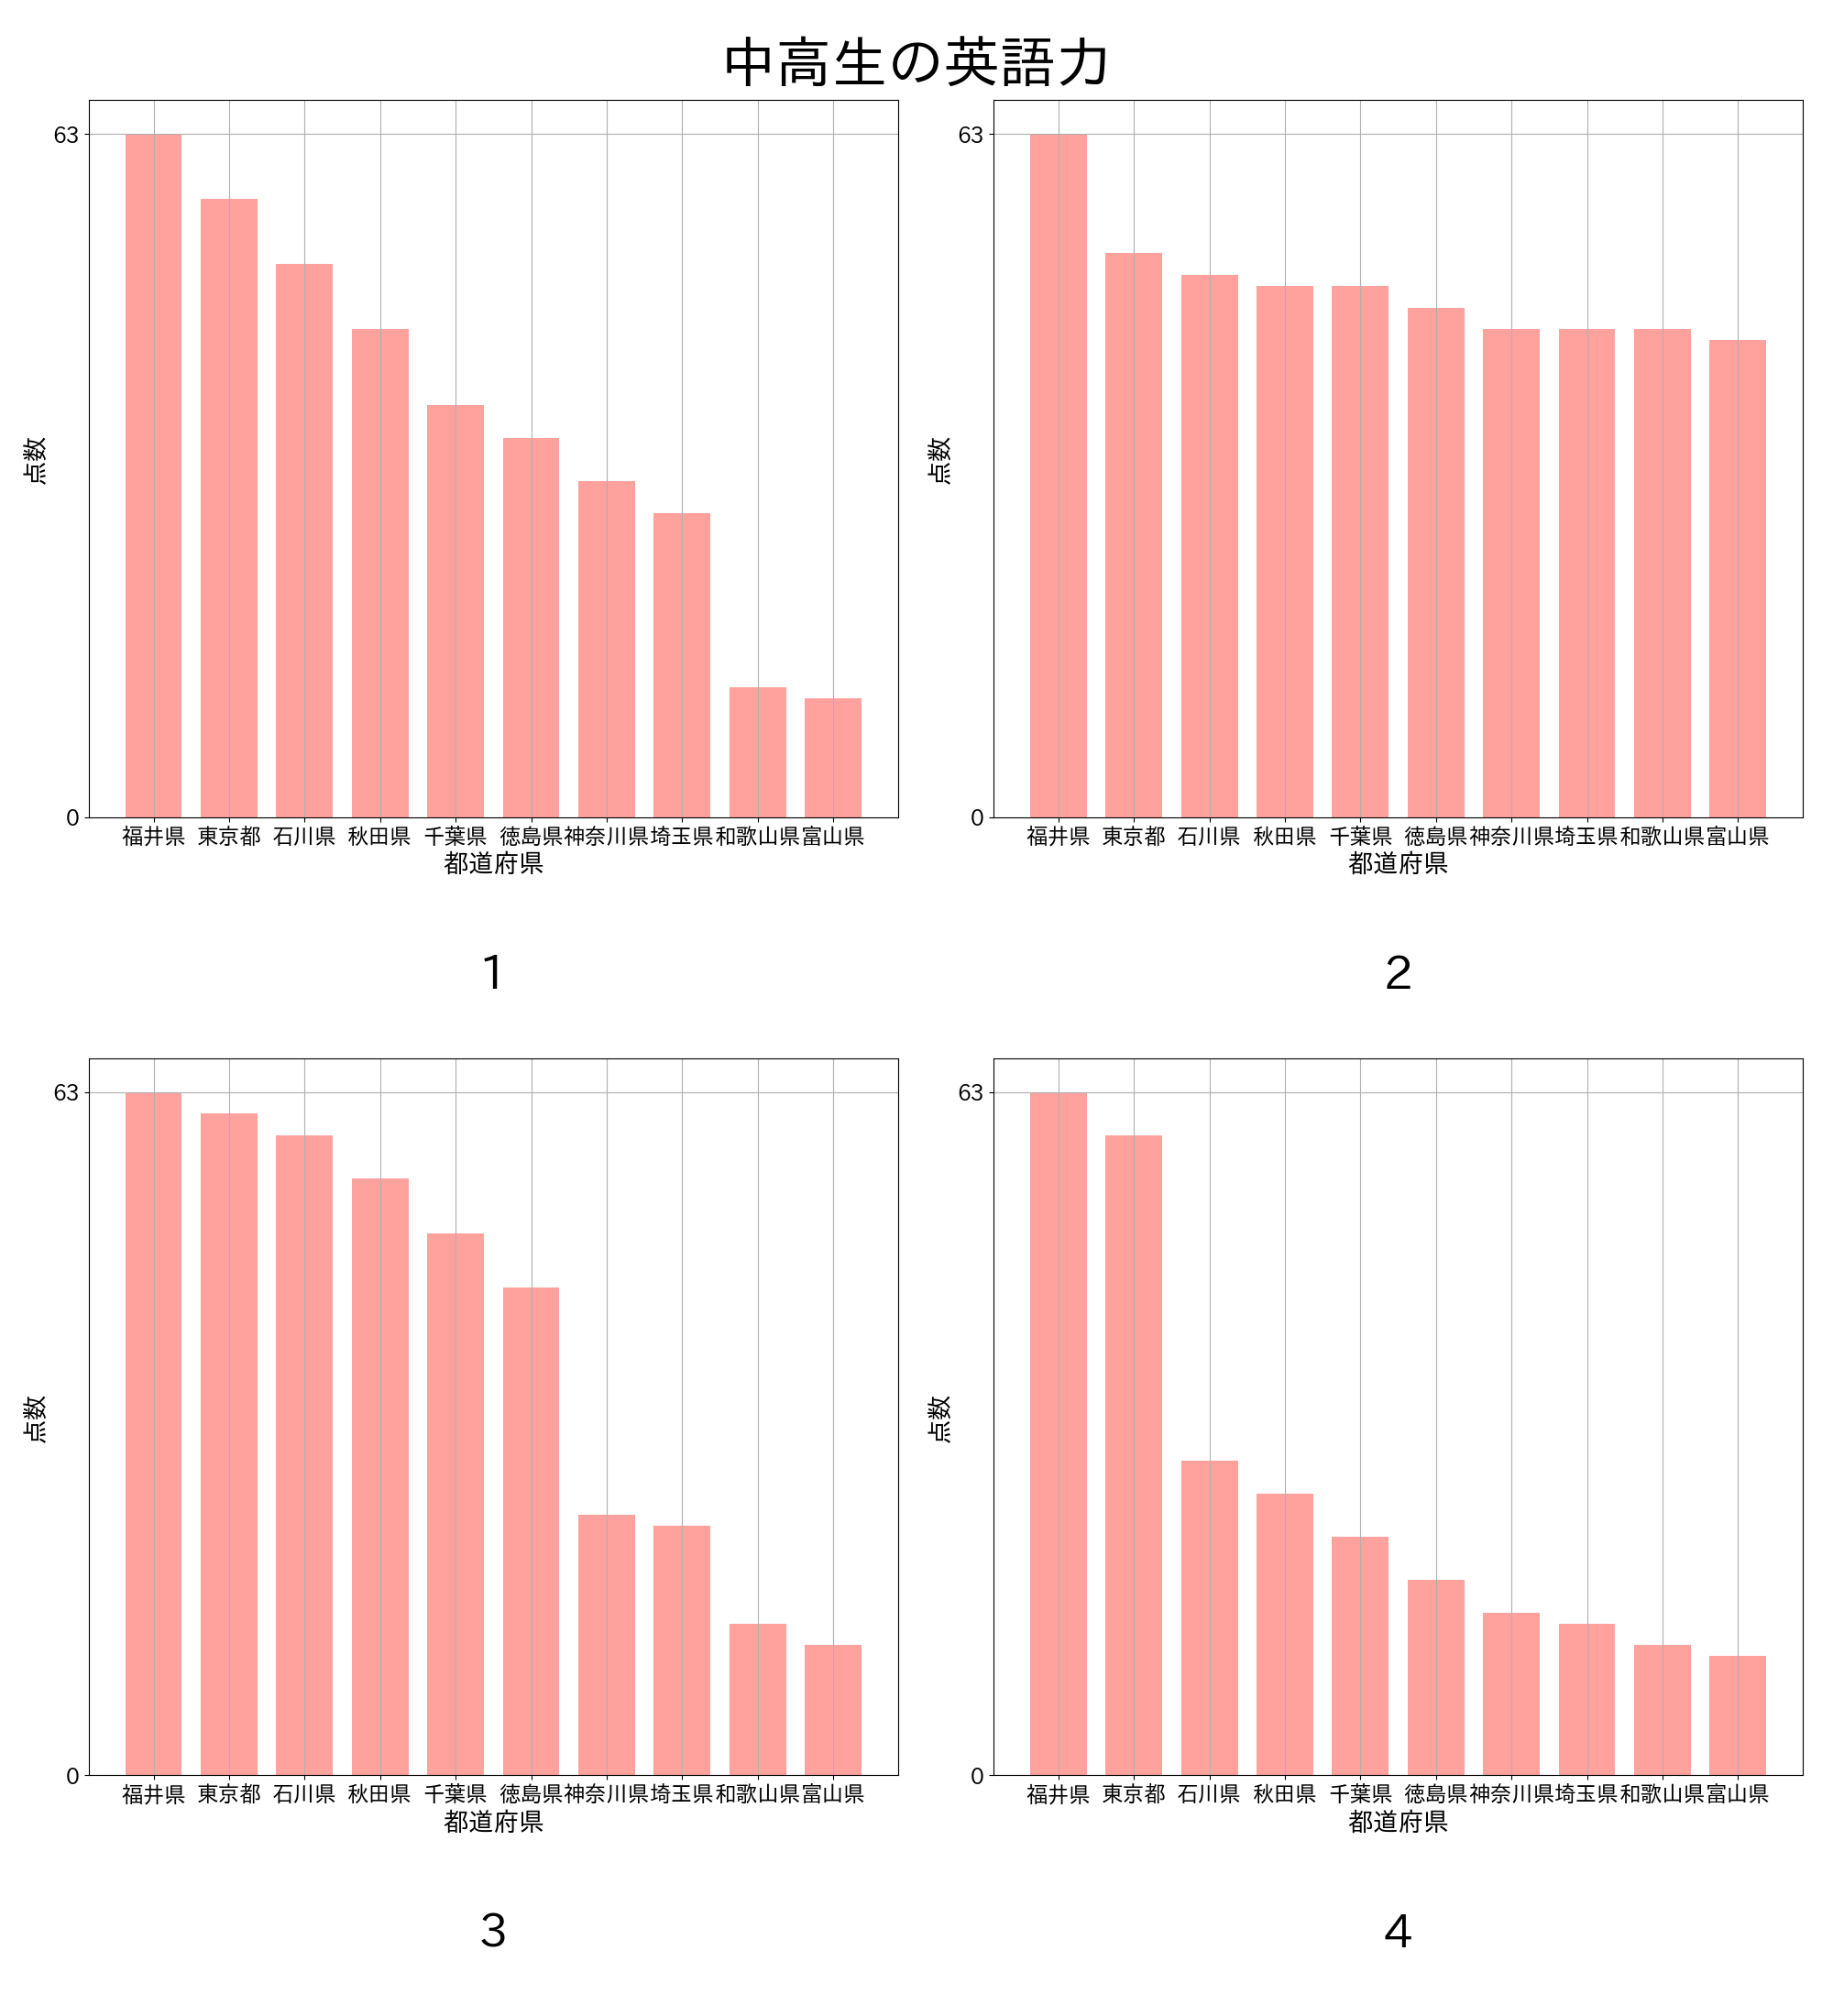 中高生の英語力
63
0
点数
福井県 東京都 石川県 秋田県 千葉県 徳島県 神奈川県 埼玉県 和歌山県 富山県
都道府県
1
63
0
点数
福井県 東京都 石川県 秋田県 千葉県 徳島県 神奈川県 埼玉県 和歌山県 富山県
都道府県
2
63
0
点数
福井県 東京都 石川県 秋田県 千葉県 徳島県 神奈川県 埼玉県 和歌山県 富山県
都道府県
3
63
0
点数
福井県 東京都 石川県 秋田県 千葉県 徳島県 神奈川県 埼玉県 和歌山県 富山県
都道府県
4